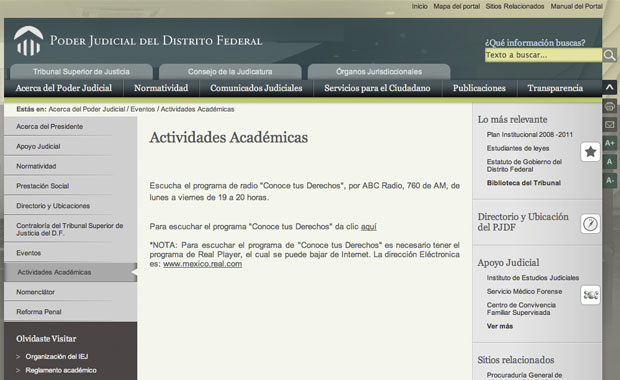 Inicio Mapa del portal Sitios Relacionados Manual del Portal
PODER JUDICIAL DEL DISTRITO FEDERAL
¿Qué información buscas?
Texto a buscar...
Tribunal Superior de Justicia Consejo de la Judicatura Órganos Jurisdiccionales
Acerca del Poder Judicial Normatividad Comunicados Judiciales Servicios para el Ciudadano Publicaciones Transparencia
Estás en: Acerca del Poder Judicial / Eventos / Actividades Académicas
Acerca del Presidente
Apoyo Judicial
Normatividad
Prestación Social
Directorio y Ubicaciones
Contraloría del Tribunal Superior de
Justicia del D.F.
Eventos
Actividades Académicas
Nomenclátor
Reforma Penal
Olvidaste Visitar
> Organización del IEJ
> Reglamento académico
Actividades Académicas
Escucha el programa de radio "Conoce tus Derechos", por ABC Radio, 760 de AM, de
lunes a viernes de 19 a 20 horas.
Para escuchar el programa "Conoce tus Derechos" da clic aquí
*NOTA: Para escuchar el programa de "Conoce tus Derechos" es necesario tener el
programa de Real Player, el cual se puede bajar de Internet. La dirección Eléctronica
es: www.mexico.real.com
Lo más relevante
Plan Institucional 2008 -2011
Estudiantes de leyes
Estatuto de Gobierno del
Distrito Federal
Biblioteca del Tribunal
Directorio y Ubicación
del PJDF
Apoyo Judicial
Instituto de Estudios Judiciales
Servicio Médico Forense
Centro de Convivencia
Familiar Supervisada
Ver más
Sitios relacionados
Procuraduría General de
A+
A
A-